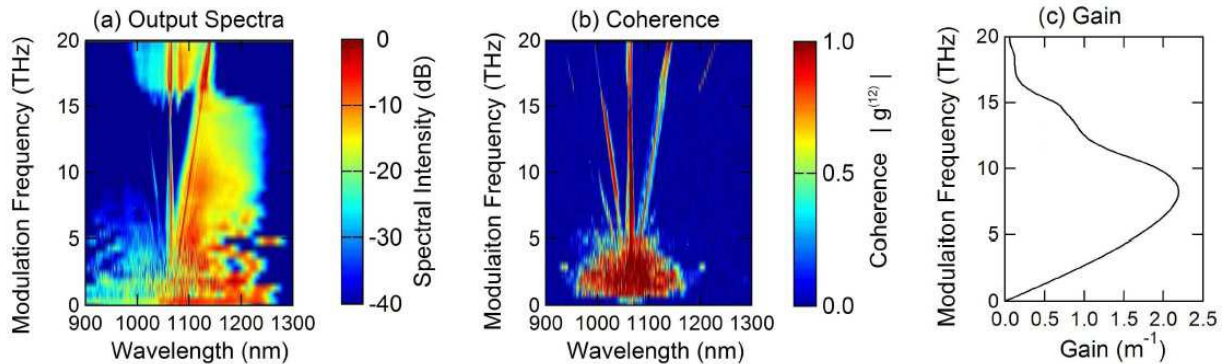 (a) Output Spectra
Modulation Frequency (THz)
20
15
10
5
0
900 1000 1100 1200 1300
Wavelength (nm)
0
-10
-20
-30
-40
Spectral Intensity (dB)
(b) Coherence
Modulaiton Frequency (THz)
20
15
10
5
0
900 1000 1100 1200 1300
Wavelength (nm)
1.0
0.5
0.0
Coherence | g⁽¹²⁾ |
(c) Gain
Modulation Frequency (THz)
20
15
10
5
0
0.0 0.5 1.0 1.5 2.0 2.5
Gain (m⁻¹)